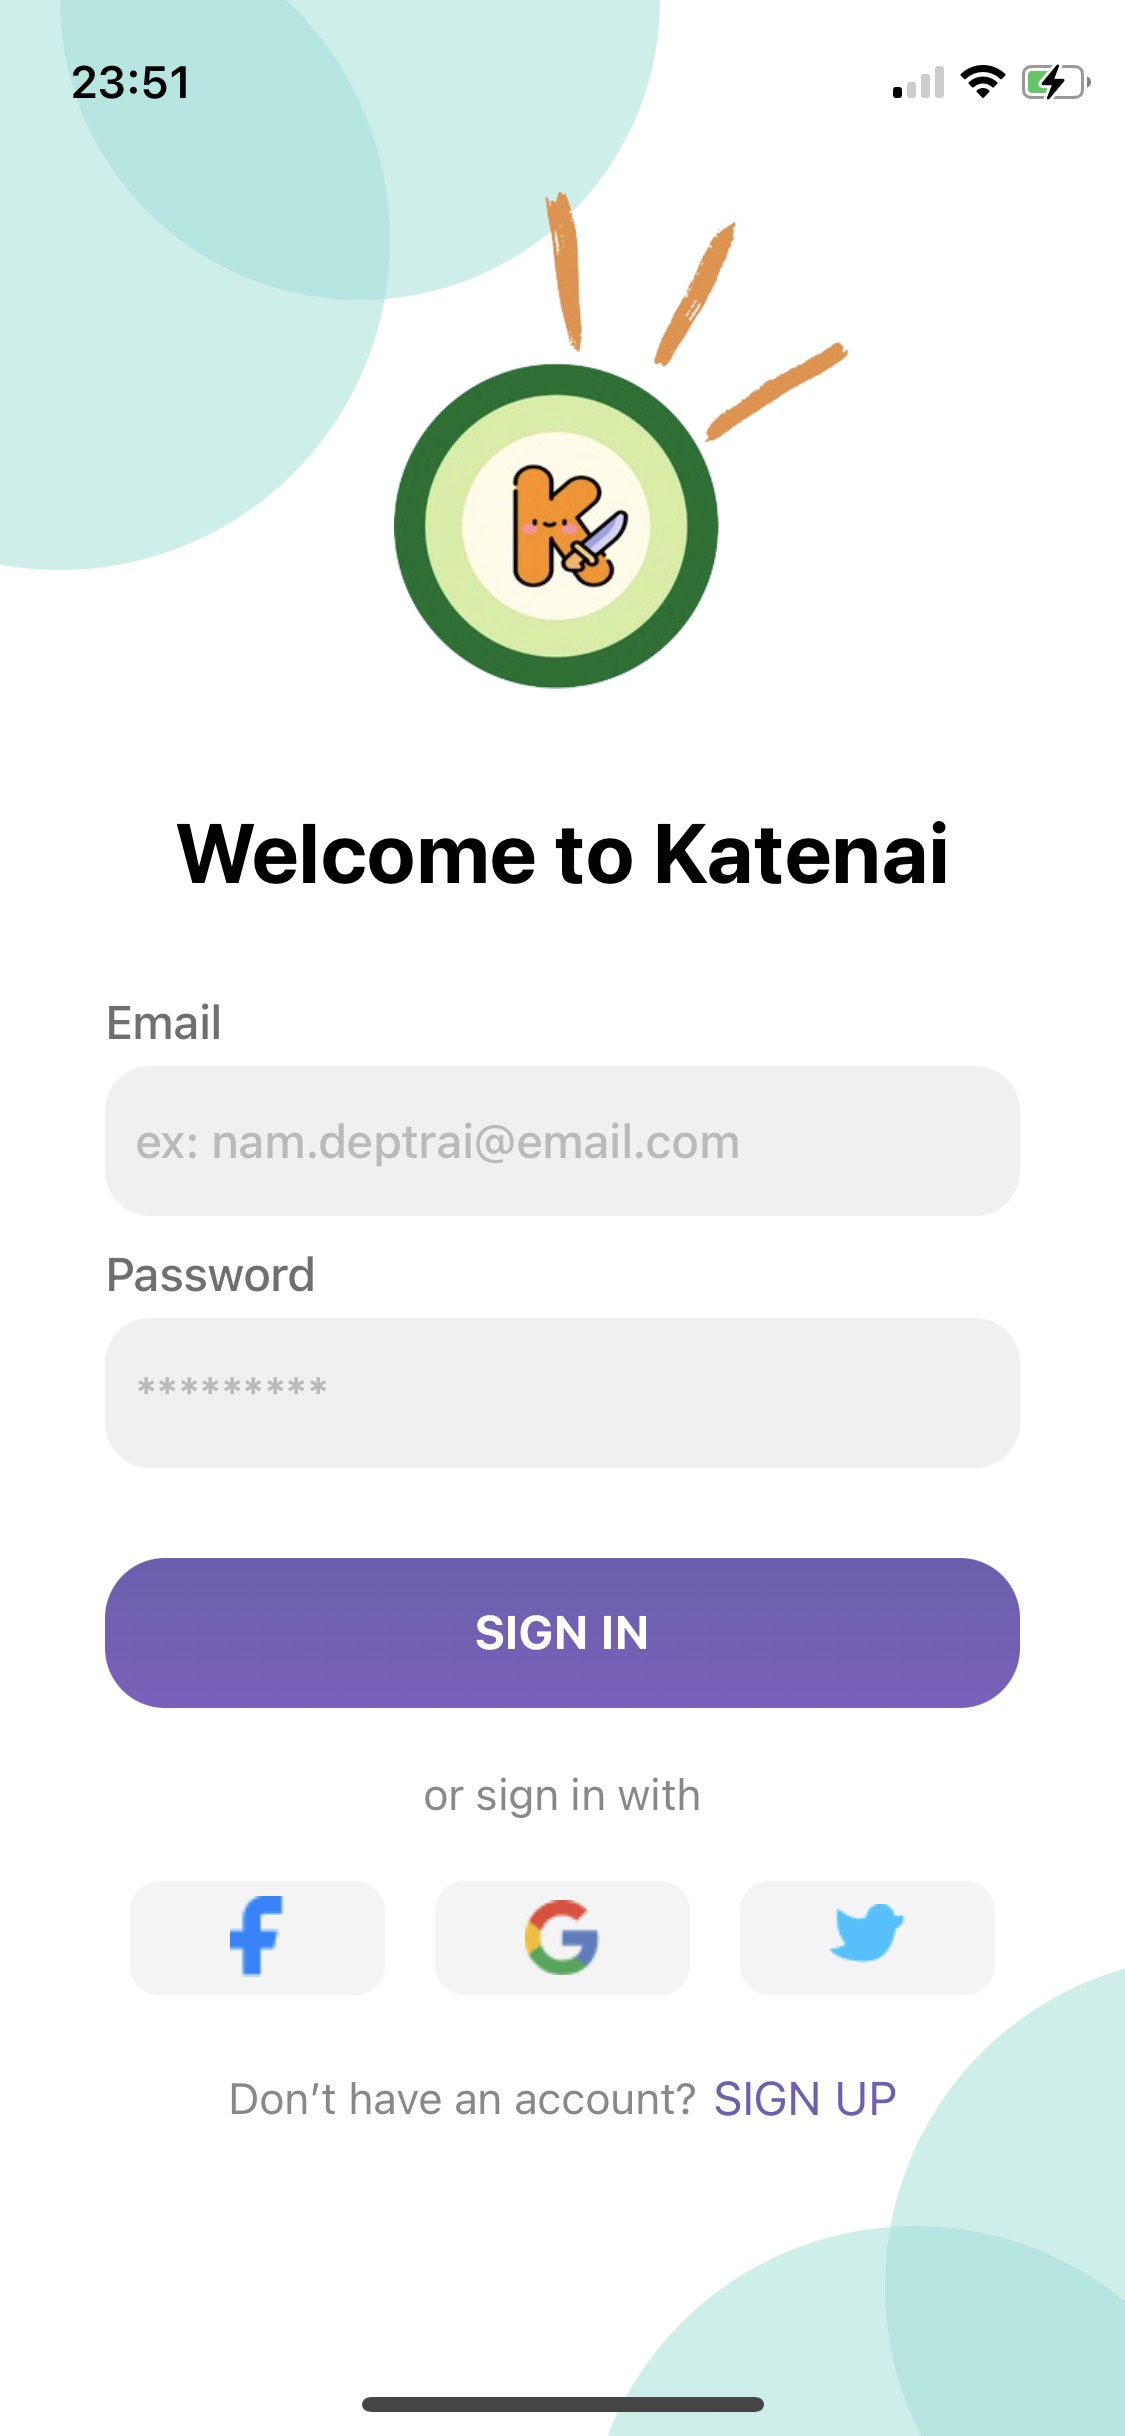 23:51
K
Welcome to Katenai
Email
ex: nam.deptrai@email.com
Password
*********
SIGN IN
or sign in with
Don’t have an account? SIGN UP